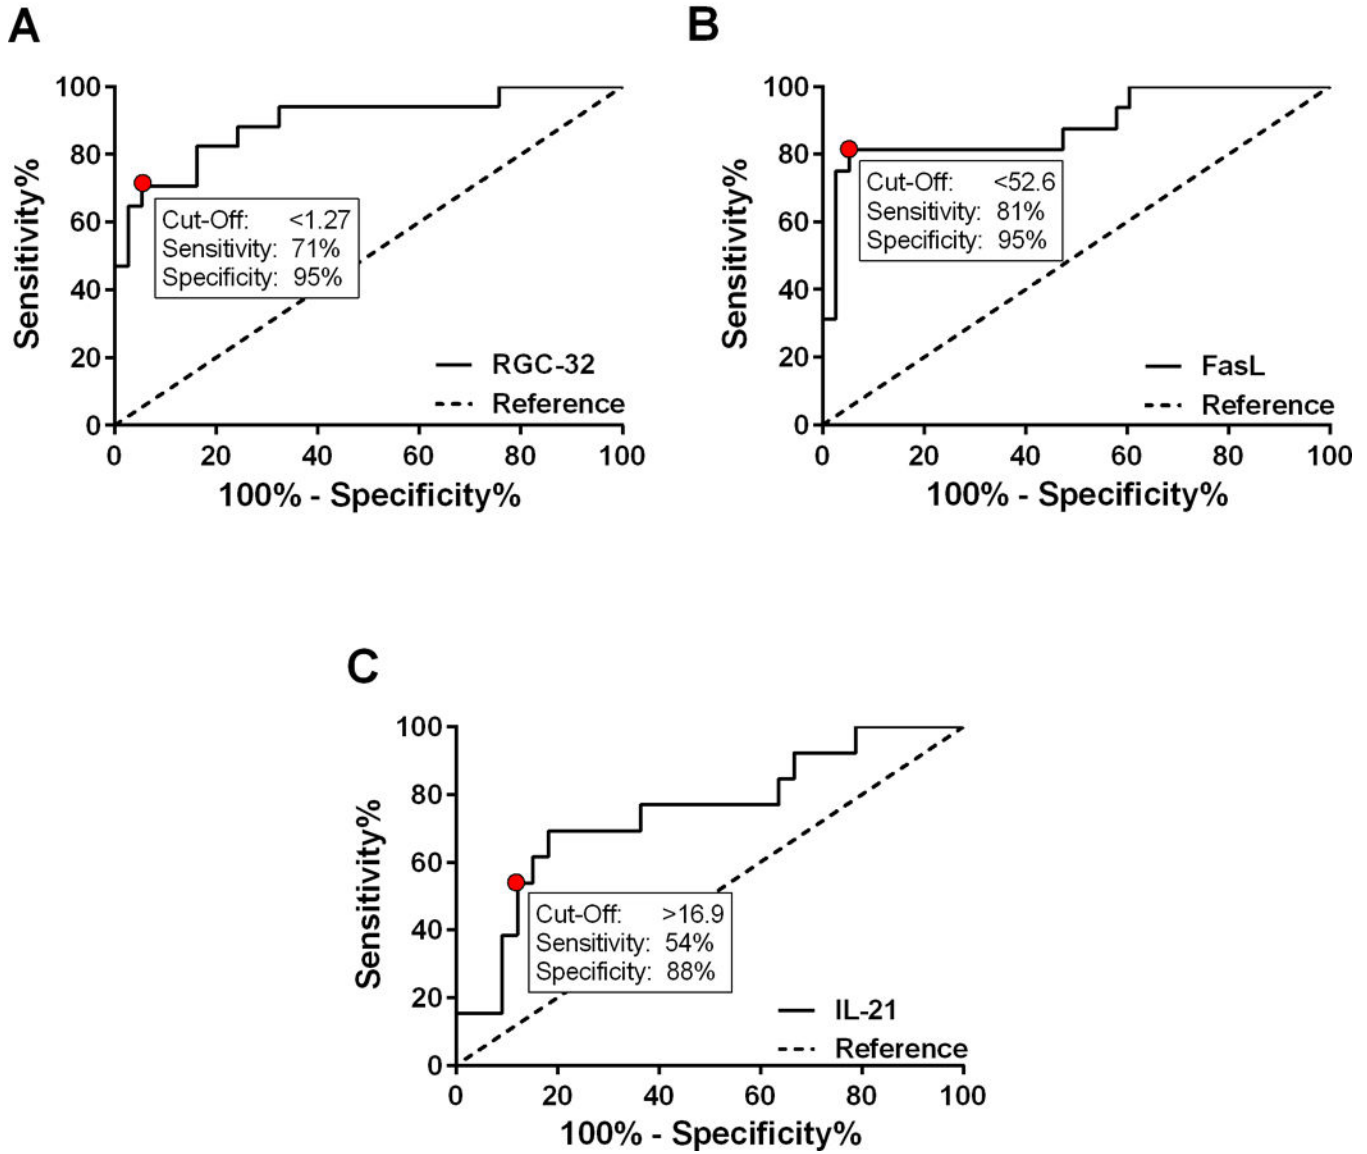 A
Sensitivity%
100
80
60
40
20
0
Cut-Off: <1.27
Sensitivity: 71%
Specificity: 95%
RGC-32
Reference
0 20 40 60 80 100
100% - Specificity%
B
Sensitivity%
100
80
60
40
20
0
Cut-Off: <52.6
Sensitivity: 81%
Specificity: 95%
FasL
Reference
0 20 40 60 80 100
100% - Specificity%
C
Sensitivity%
100
80
60
40
20
0
Cut-Off: >16.9
Sensitivity: 54%
Specificity: 88%
IL-21
Reference
0 20 40 60 80 100
100% - Specificity%